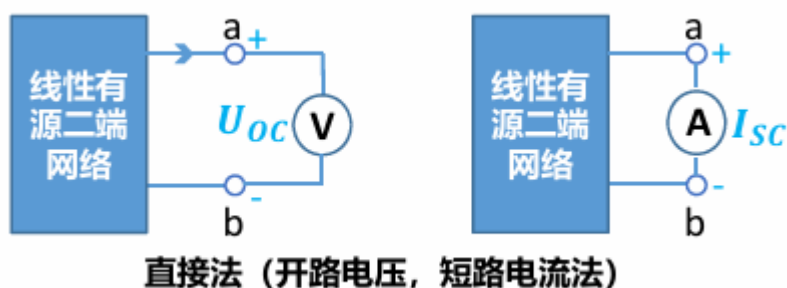 线性有
源二端
网络
a
+
U_OC
V
-
b
线性有
源二端
网络
a
+
A
I_SC
-
b
直接法（开路电压，短路电流法）